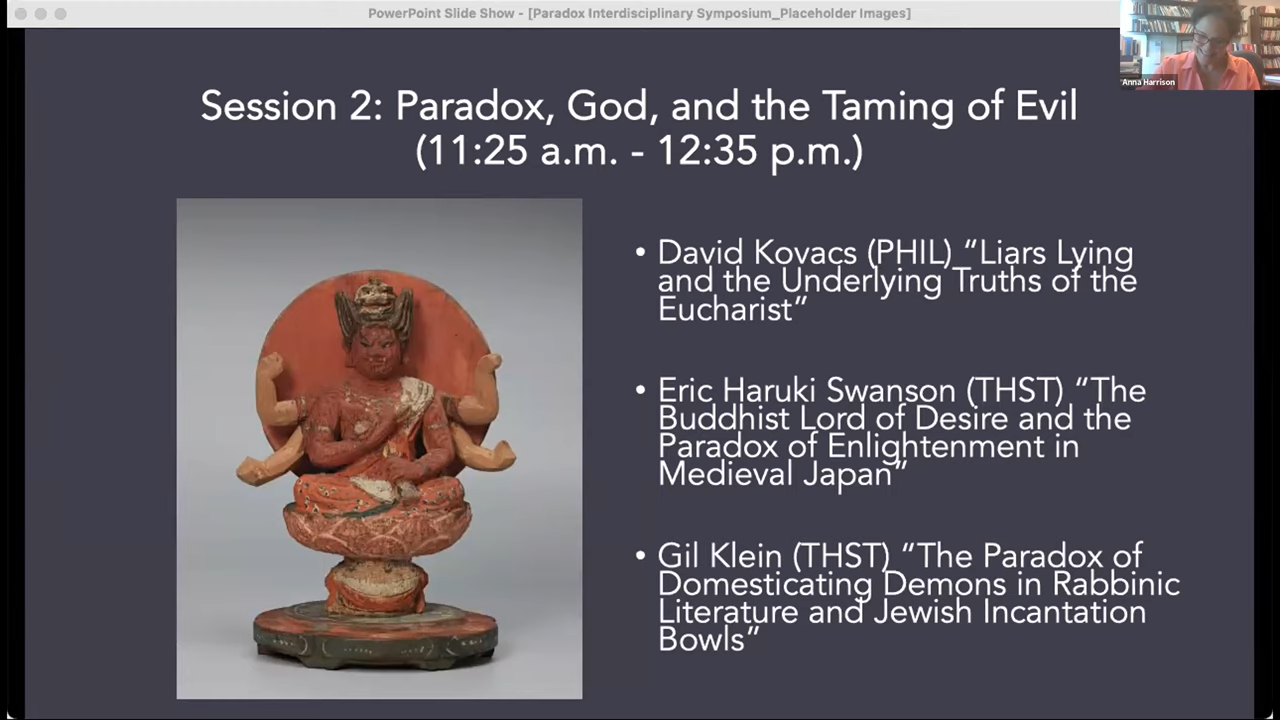 PowerPoint Slide Show - [Paradox Interdisciplinary Symposium_Placeholder Images]
Anna Harrison
Session 2: Paradox, God, and the Taming of Evil
(11:25 a.m. - 12:35 p.m.)
• David Kovacs (PHIL) “Liars Lying
and the Underlying Truths of the
Eucharist”
• Eric Haruki Swanson (THST) “The
Buddhist Lord of Desire and the
Paradox of Enlightenment in
Medieval Japan”
• Gil Klein (THST) “The Paradox of
Domesticating Demons in Rabbinic
Literature and Jewish Incantation
Bowls”